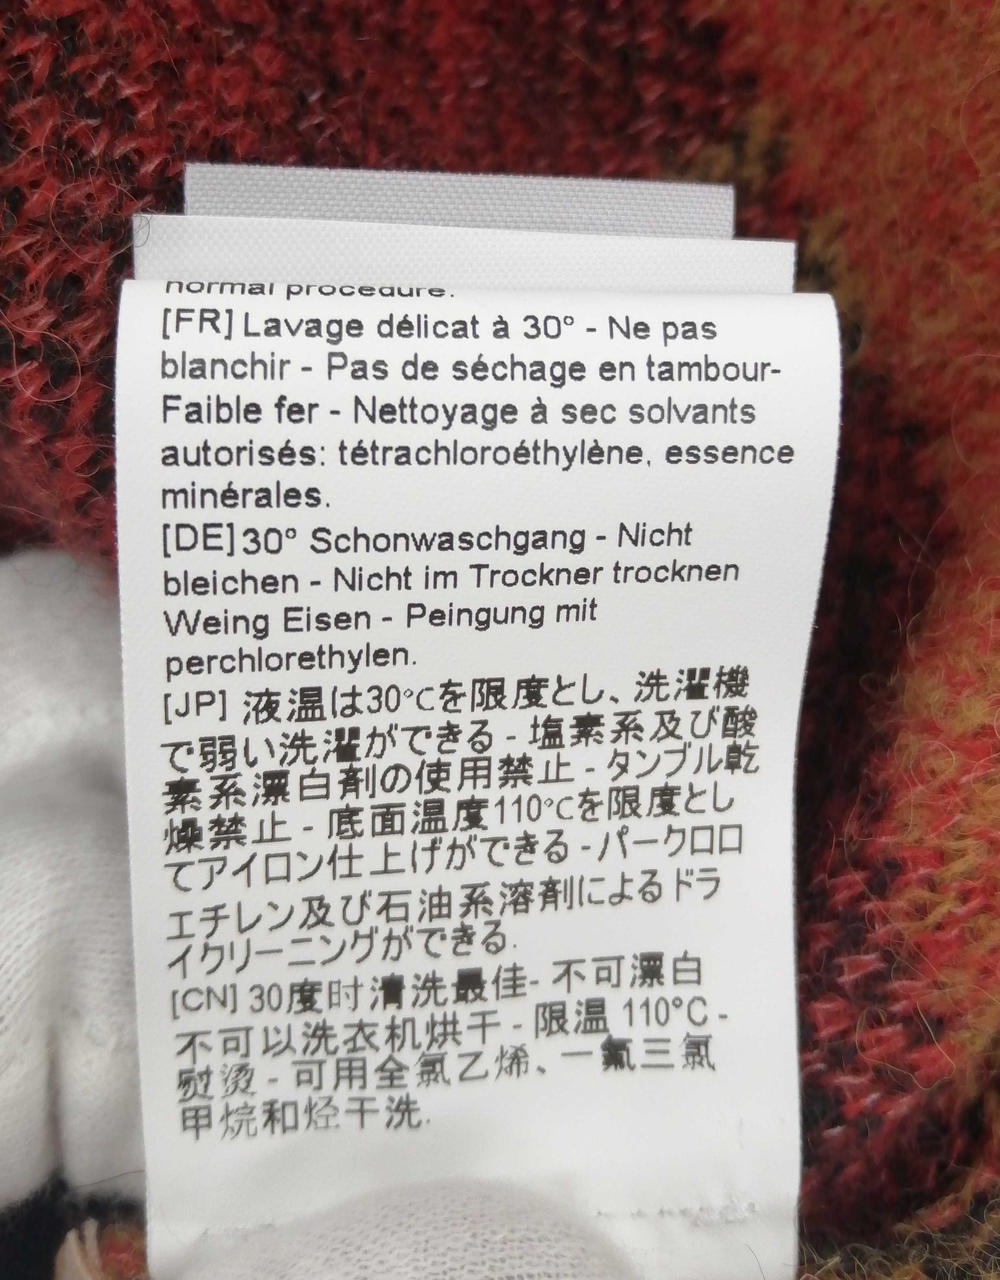 normal procedure.
[FR] Lavage délicat à 30° - Ne pas
blanchir - Pas de séchage en tambour-
Faible fer - Nettoyage à sec solvants
autorisés: tétrachloroéthylène, essence
minérales.
[DE] 30° Schonwaschgang - Nicht
bleichen - Nicht im Trockner trocknen
Weing Eisen - Peingung mit
perchlorethylen.
[JP] 液温は30℃を限度とし、洗濯機
で弱い洗濯ができる - 塩素系及び酸
素系漂白剤の使用禁止 - タンブル乾
燥禁止 - 底面温度110℃を限度とし
てアイロン仕上げができる - パークロロ
エチレン及び石油系溶剤によるドラ
イクリーニングができる.
[CN] 30度时清洗最佳- 不可漂白
不可以洗衣机烘干 - 限温 110°C -
熨烫 - 可用全氯乙烯、一氟三氯
甲烷和烃干洗.